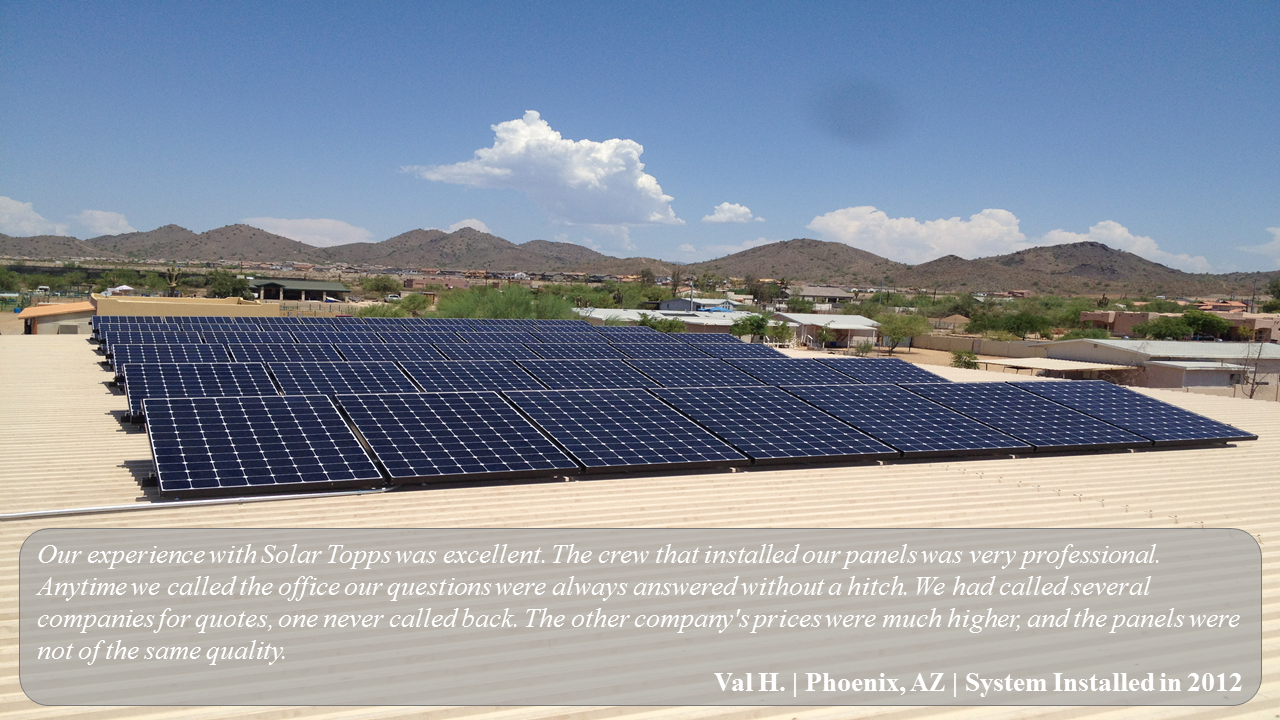 Our experience with Solar Topps was excellent. The crew that installed our panels was very professional.
Anytime we called the office our questions were always answered without a hitch. We had called several
companies for quotes, one never called back. The other company's prices were much higher, and the panels were
not of the same quality.
Val H. | Phoenix, AZ | System Installed in 2012